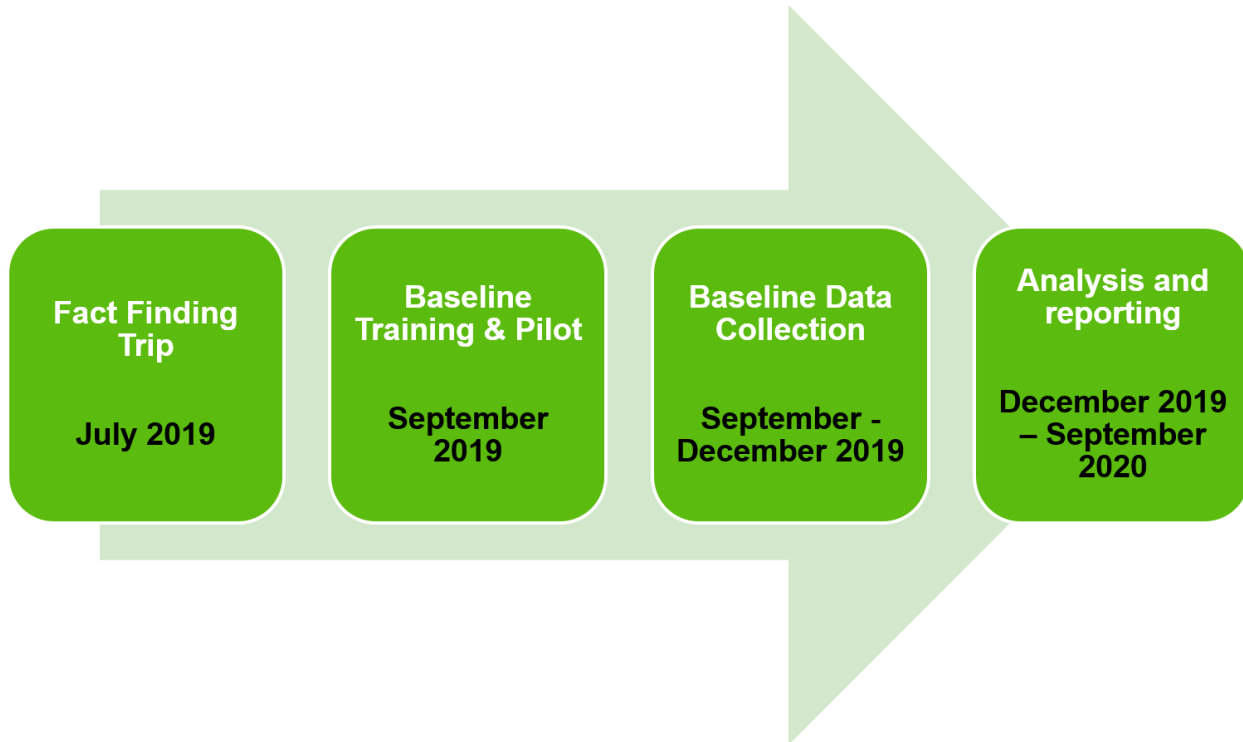 Fact Finding
Trip
July 2019
Baseline
Training & Pilot
September
2019
Baseline Data
Collection
September -
December 2019
Analysis and
reporting
December 2019
– September
2020